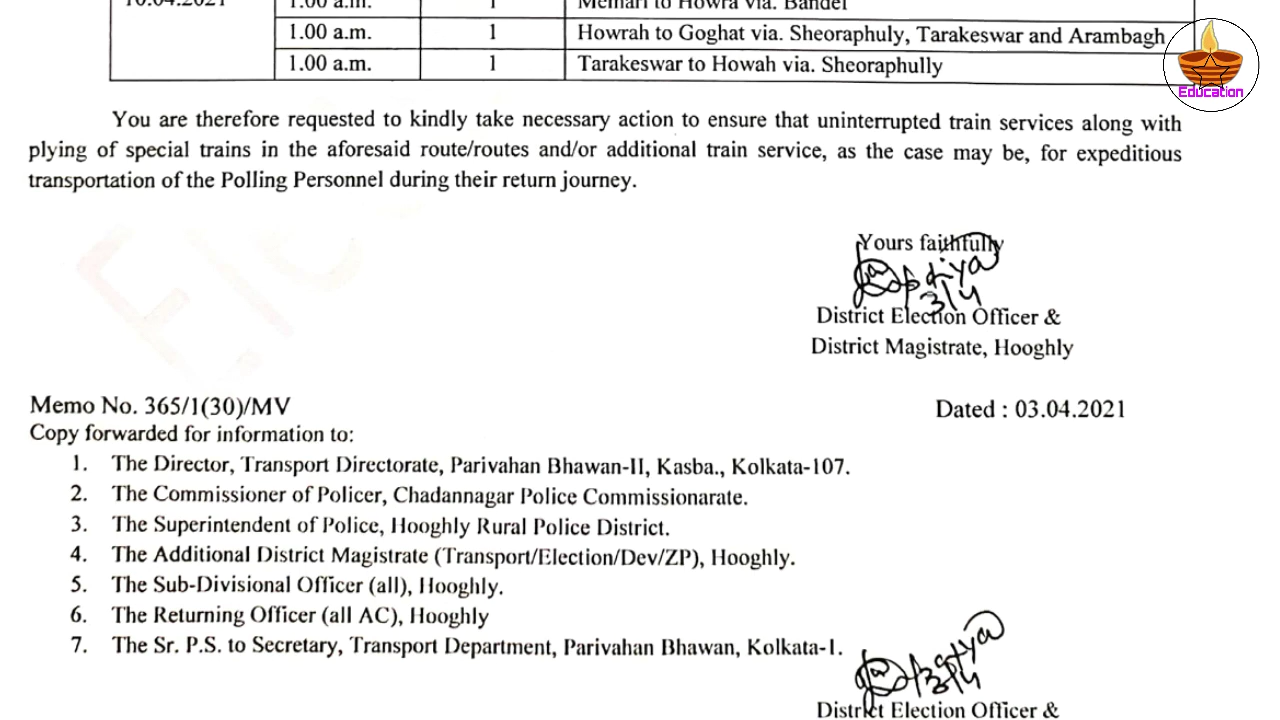 10.04.2021 1.00 a.m. 1 Memari to Howra via. Bandel
1.00 a.m. 1 Howrah to Goghat via. Sheoraphuly, Tarakeswar and Arambagh
1.00 a.m. 1 Tarakeswar to Howah via. Sheoraphully
Education
You are therefore requested to kindly take necessary action to ensure that uninterrupted train services along with
plying of special trains in the aforesaid route/routes and/or additional train service, as the case may be, for expeditious
transportation of the Polling Personnel during their return journey.
Yours faithfully
3/4
District Election Officer &
District Magistrate, Hooghly
Memo No. 365/1(30)/MV Dated : 03.04.2021
Copy forwarded for information to:
1. The Director, Transport Directorate, Parivahan Bhawan-II, Kasba., Kolkata-107.
2. The Commissioner of Policer, Chadannagar Police Commissionarate.
3. The Superintendent of Police, Hooghly Rural Police District.
4. The Additional District Magistrate (Transport/Election/Dev/ZP), Hooghly.
5. The Sub-Divisional Officer (all), Hooghly.
6. The Returning Officer (all AC), Hooghly
7. The Sr. P.S. to Secretary, Transport Department, Parivahan Bhawan, Kolkata-1.
3/4
District Election Officer &